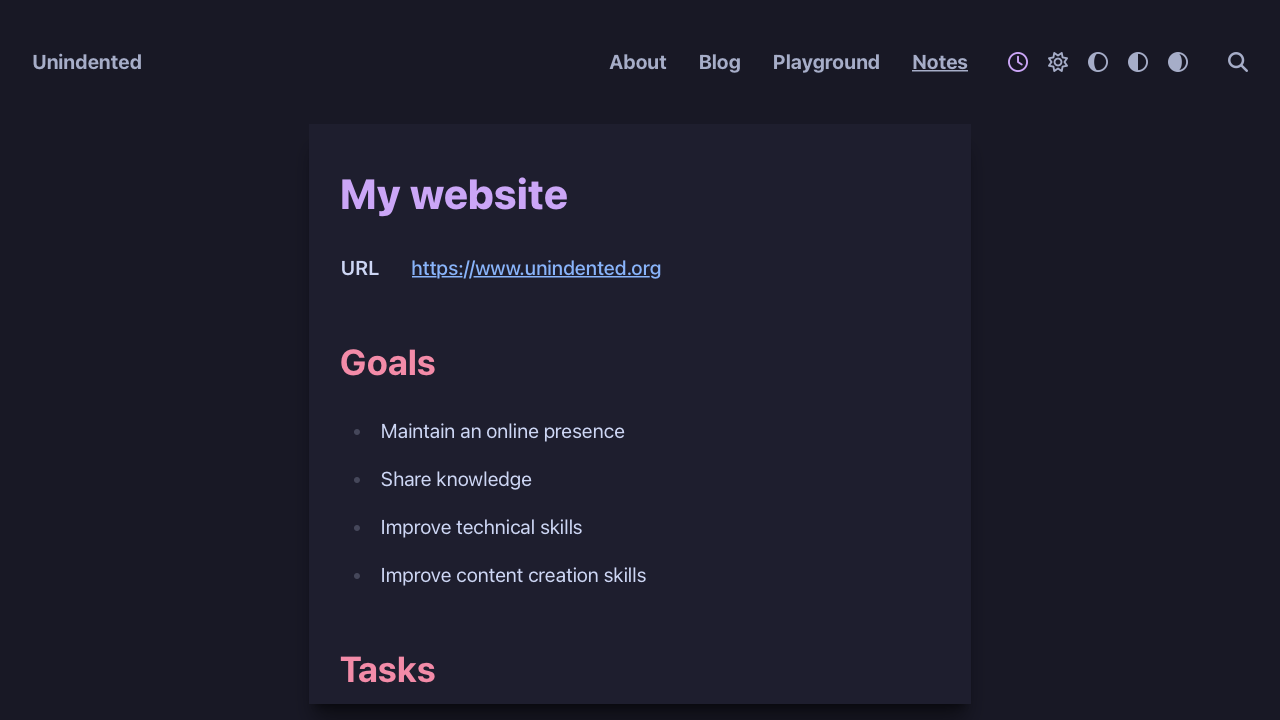 Unindented
About Blog Playground Notes
My website
URL https://www.unindented.org
Goals
Maintain an online presence
Share knowledge
Improve technical skills
Improve content creation skills
Tasks